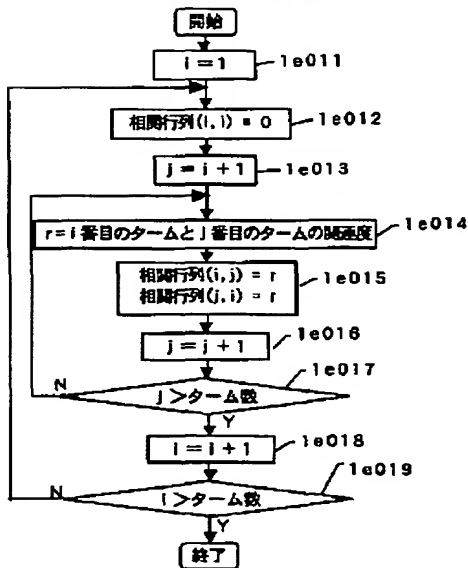 開始
i = 1
1e011
相関行列(i, i) = 0
1e012
j = i + 1
1e013
r = i 番目のタームと j 番目のタームの関連度
1e014
相関行列(i, j) = r
相関行列(j, i) = r
1e015
j = j + 1
1e016
1e017
N
j ＞ターム数
Y
i = i + 1
1e018
1e019
N
i ＞ターム数
Y
終了